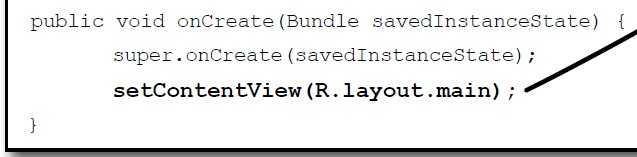 public void onCreate(Bundle savedInstanceState) {
super.onCreate(savedInstanceState);
setContentView(R.layout.main);
}